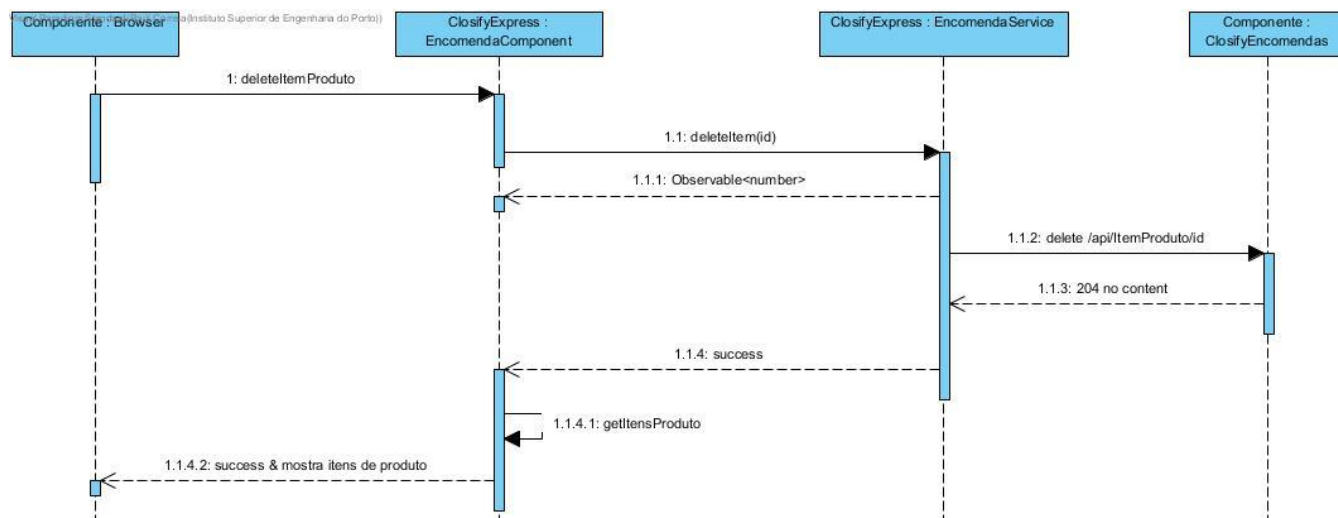 (Instituto Superior de Engenharia do Porto))
Componente : Browser
ClosifyExpress :
EncomendaComponent
ClosifyExpress : EncomendaService
Componente :
ClosifyEncomendas
1: deleteItemProduto
1.1: deleteItem(id)
1.1.1: Observable<number>
1.1.2: delete /api/ItemProduto/id
1.1.3: 204 no content
1.1.4: success
1.1.4.1: getItensProduto
1.1.4.2: success & mostra itens de produto